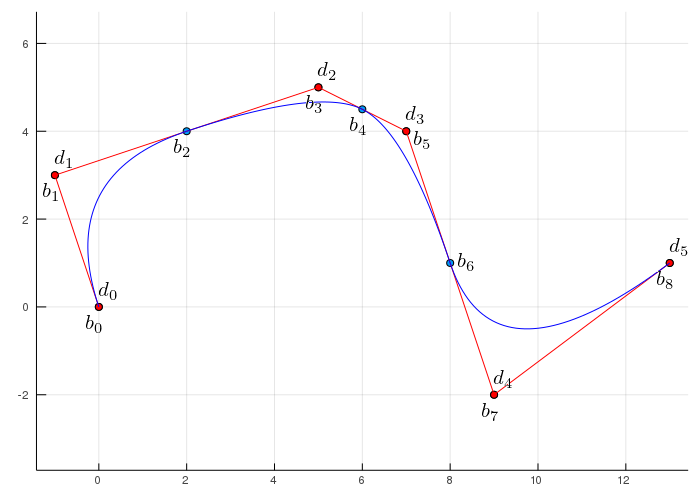 6
d₂
b₃
d₃
b₄
b₅
4
b₂
d₁
b₁
2
d₅
b₆
b₈
d₀
0
b₀
d₄
-2
b₇
0 2 4 6 8 10 12